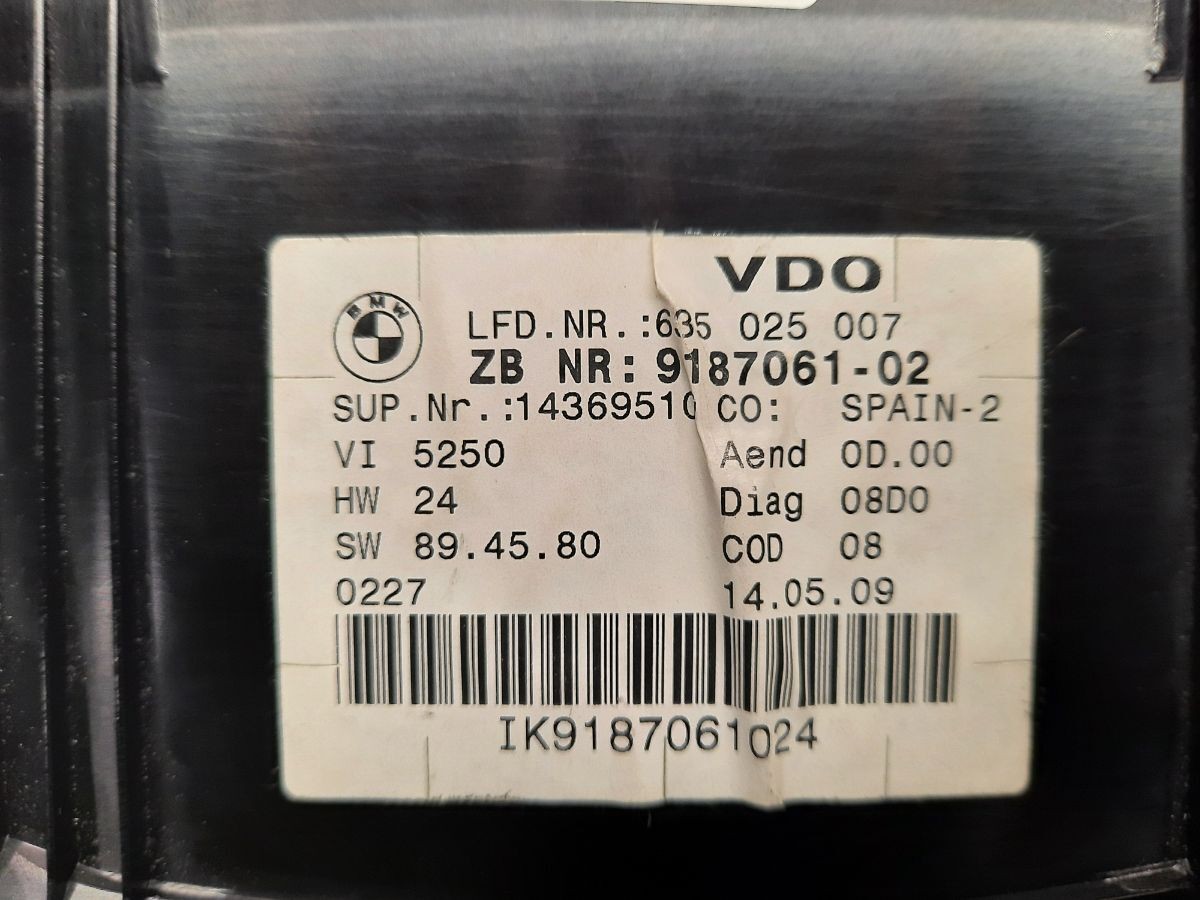 VDO
BMW
LFD.NR.:635 025 007
ZB NR: 9187061-02
SUP.Nr.:14369510 CO: SPAIN-2
VI 5250 Aend 0D.00
HW 24 Diag 08D0
SW 89.45.80 COD 08
0227 14.05.09
IK9187061024